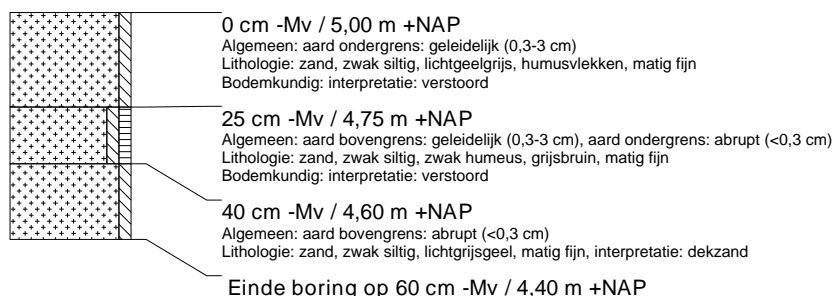 0 cm -Mv / 5,00 m +NAP
Algemeen: aard ondergrens: geleidelijk (0,3-3 cm)
Lithologie: zand, zwak siltig, lichtgeelgrijs, humusvlekken, matig fijn
Bodemkundig: interpretatie: verstoord
25 cm -Mv / 4,75 m +NAP
Algemeen: aard bovengrens: geleidelijk (0,3-3 cm), aard ondergrens: abrupt (<0,3 cm)
Lithologie: zand, zwak siltig, zwak humeus, grijsbruin, matig fijn
Bodemkundig: interpretatie: verstoord
40 cm -Mv / 4,60 m +NAP
Algemeen: aard bovengrens: abrupt (<0,3 cm)
Lithologie: zand, zwak siltig, lichtgrijsgeel, matig fijn, interpretatie: dekzand
Einde boring op 60 cm -Mv / 4,40 m +NAP